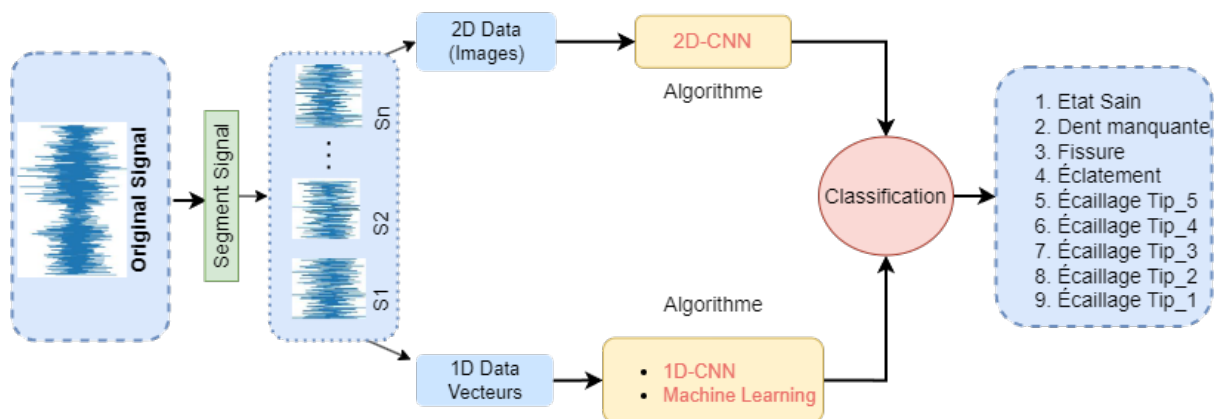 Original Signal
Segment Signal
Sn
S2
S1
2D Data
(Images)
2D-CNN
Algorithme
1D Data
Vecteurs
Algorithme
• 1D-CNN
• Machine Learning
Classification
1. Etat Sain
2. Dent manquante
3. Fissure
4. Éclatement
5. Écaillage Tip_5
6. Écaillage Tip_4
7. Écaillage Tip_3
8. Écaillage Tip_2
9. Écaillage Tip_1